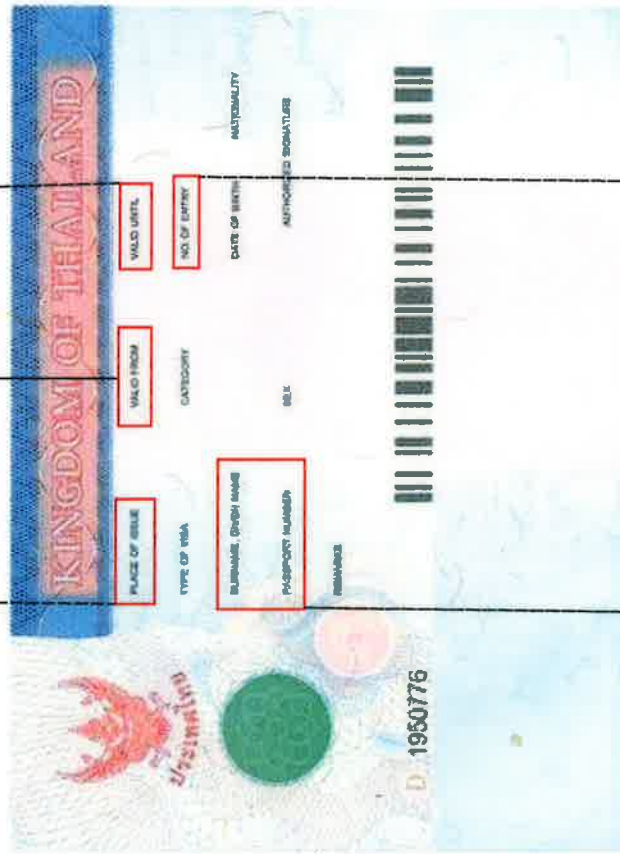 KINGDOM OF THAILAND
ประเทศไทย
PLACE OF ISSUE VALID FROM VALID UNTIL
TYPE OF VISA CATEGORY NO. OF ENTRY
SURNAME, GIVEN NAME DATE OF BIRTH NATIONALITY
PASSPORT NUMBER SEX AUTHORISED SIGNATURE
REMARKS
D 1950776